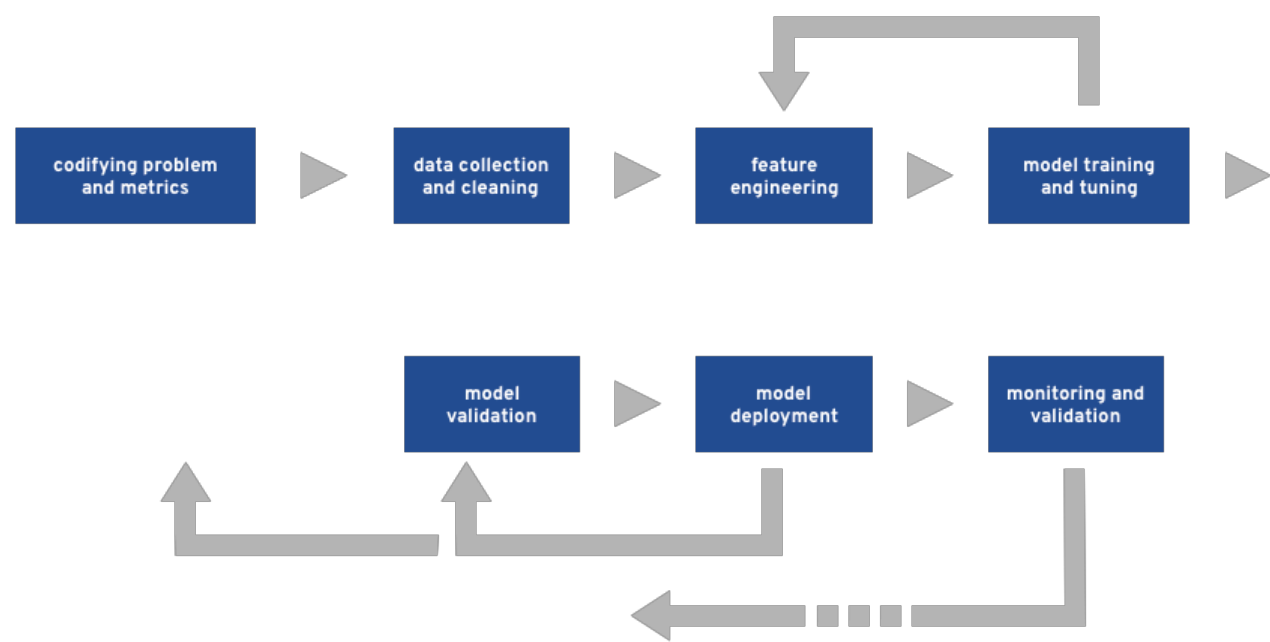 codifying problem
and metrics
data collection
and cleaning
feature
engineering
model training
and tuning
model
validation
model
deployment
monitoring and
validation